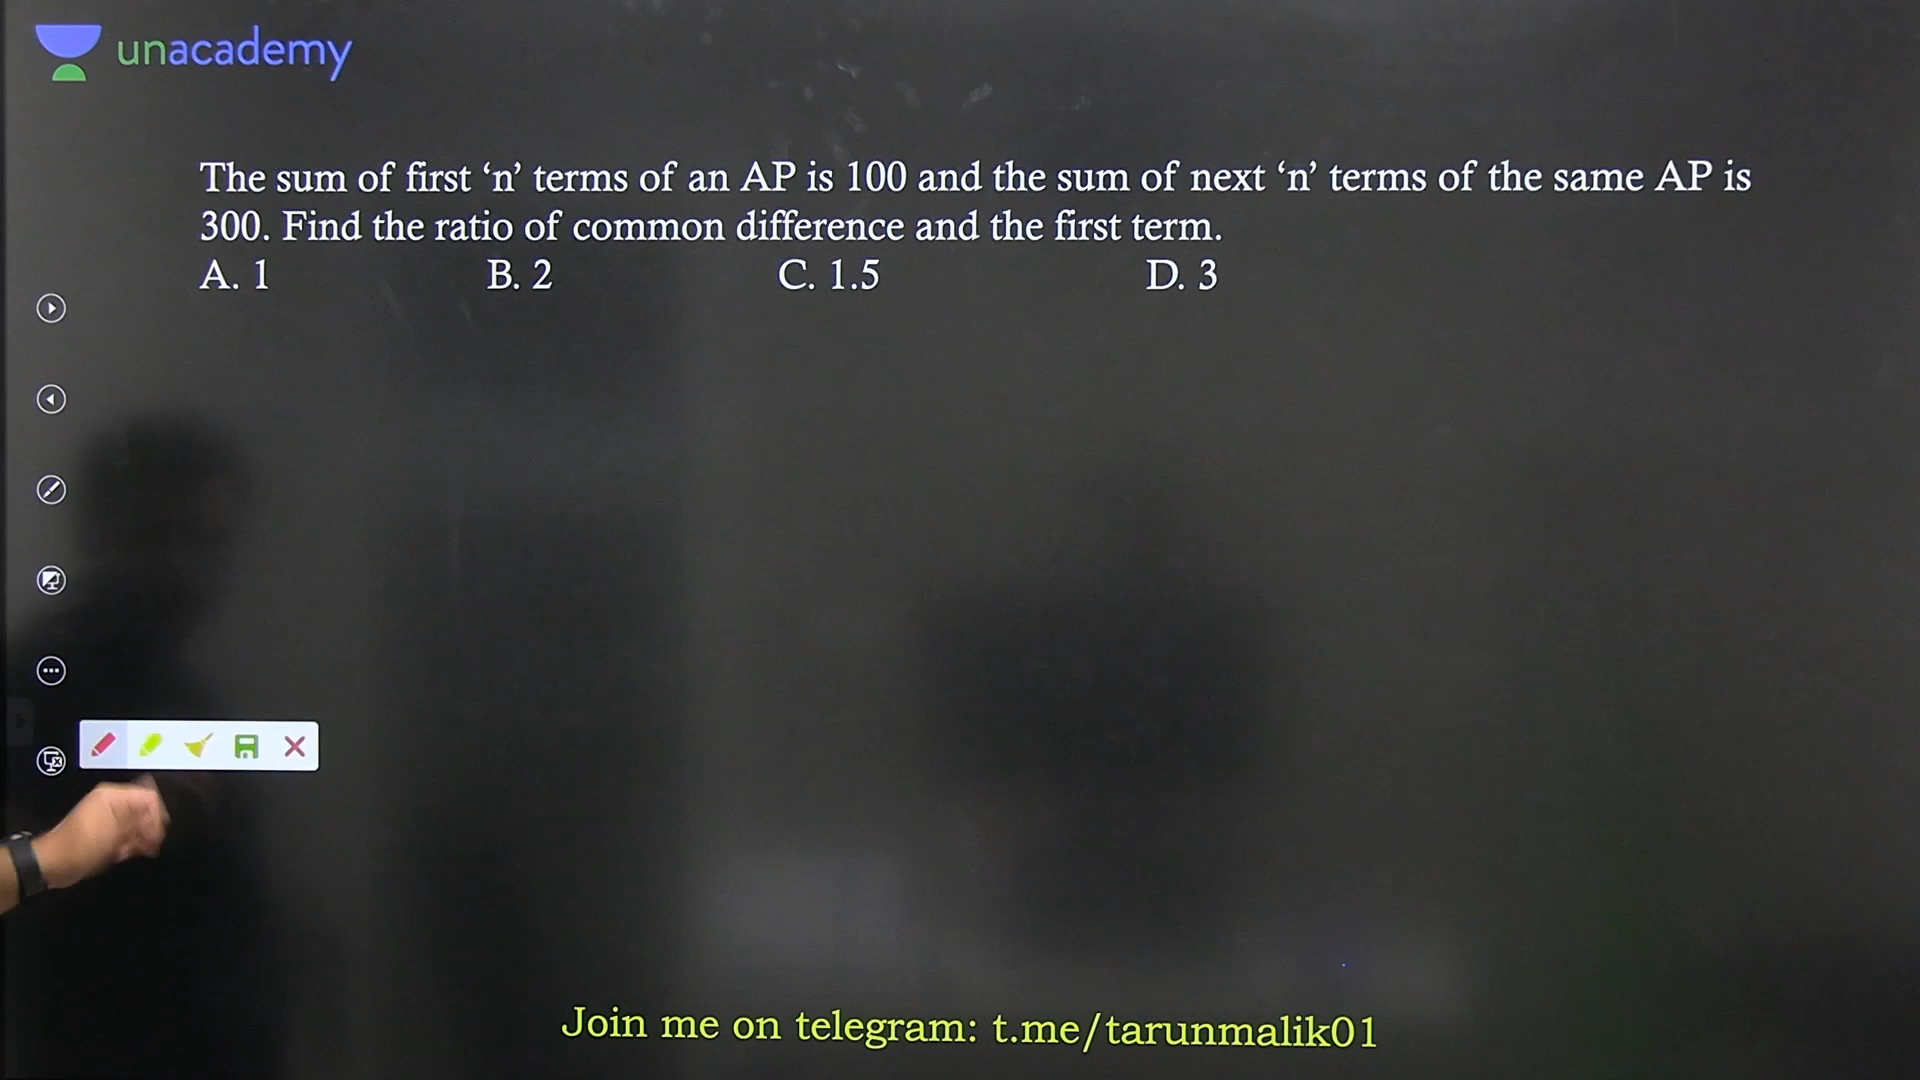 unacademy
The sum of first ‘n’ terms of an AP is 100 and the sum of next ‘n’ terms of the same AP is
300. Find the ratio of common difference and the first term.
A. 1 B. 2 C. 1.5 D. 3
Join me on telegram: t.me/tarunmalik01